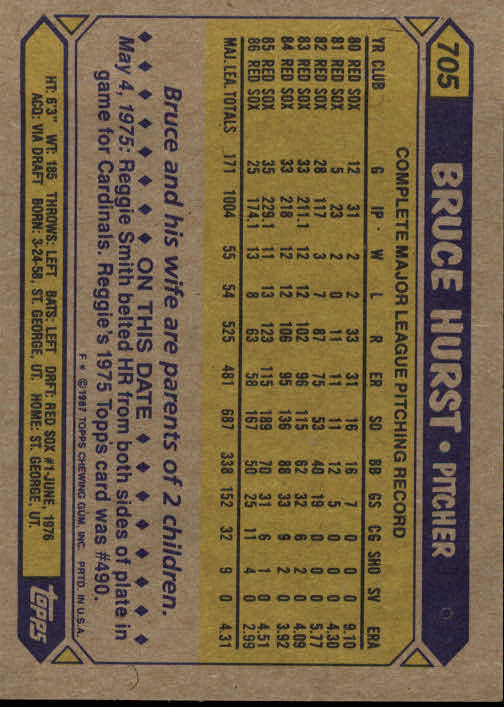 705 BRUCE HURST • PITCHER
COMPLETE MAJOR LEAGUE PITCHING RECORD
YR CLUB G IP W L R ER SO BB GS CG SHO SV ERA
80 RED SOX 12 31 2 2 33 31 16 16 7 0 0 0 9.10
81 RED SOX 5 23 2 0 11 11 11 12 5 0 0 0 4.30
82 RED SOX 28 117 3 7 87 75 53 40 19 0 0 0 5.77
83 RED SOX 33 211.1 12 12 102 96 115 62 32 6 2 0 4.09
84 RED SOX 33 218 12 12 106 95 136 88 33 9 2 0 3.92
85 RED SOX 35 229.1 11 13 123 115 189 70 31 6 1 0 4.51
86 RED SOX 25 174.1 13 8 63 58 167 50 25 11 4 0 2.99
MAJ. LEA. TOTALS 171 1004 55 54 525 481 687 338 152 32 9 0 4.31
Bruce and his wife are parents of 2 children.
♦ ♦ ♦ ♦ ♦ ♦ ON THIS DATE ♦ ♦ ♦ ♦ ♦ ♦
May 4, 1975: Reggie Smith belted HR from both sides of plate in
game for Cardinals. Reggie's 1975 Topps card was #490.
F* ©1987 TOPPS CHEWING GUM, INC. PRTD. IN U.S.A.
HT: 6'3" WT: 185 THROWS: LEFT BATS: LEFT DRFT: RED SOX #1-JUNE, 1976
ACQ: VIA DRAFT BORN: 3-24-58, ST. GEORGE, UT. HOME: ST. GEORGE, UT.
topps